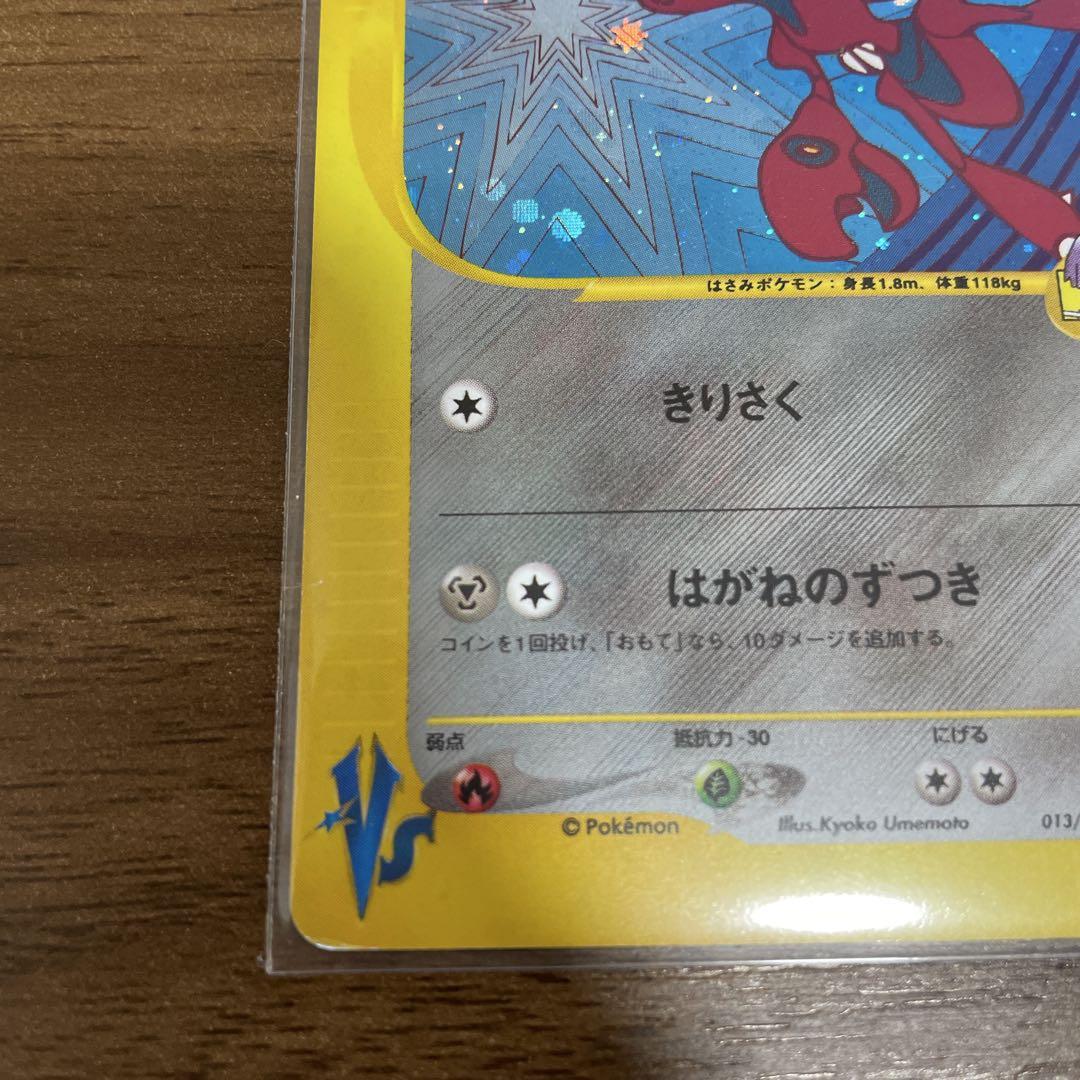 はさみポケモン：身長1.8m、体重118kg
きりさく
はがねのずつき
コインを1回投げ、「おもて」なら、10ダメージを追加する。
弱点
抵抗力 -30
にげる
VS
© Pokémon
Illus. Kyoko Umemoto
013/